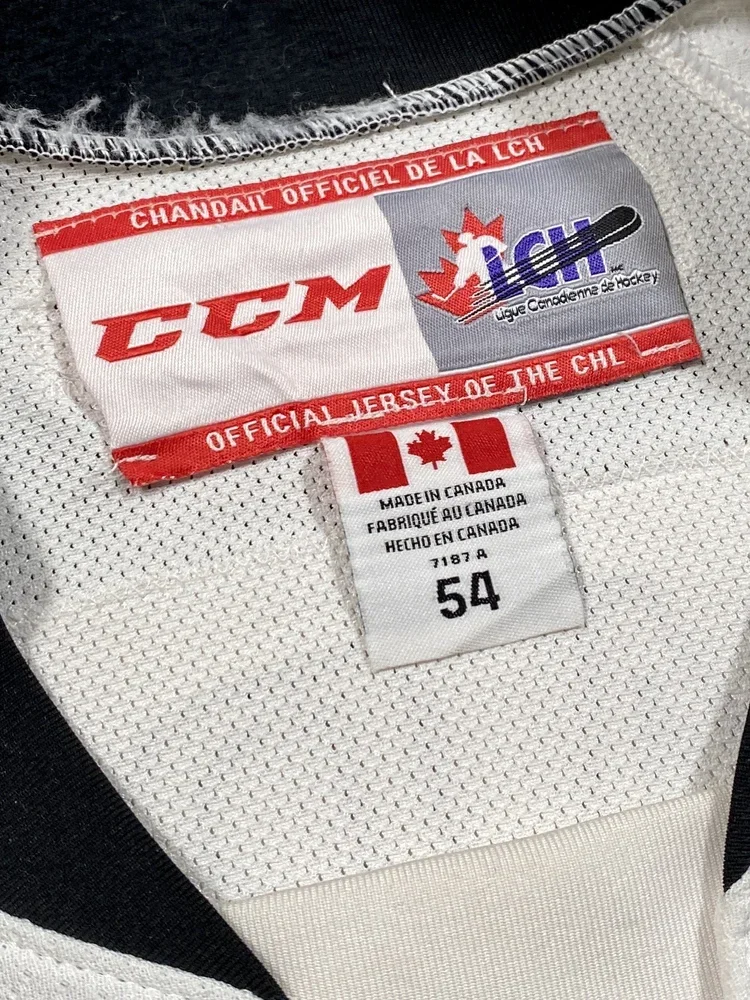 CHANDAIL OFFICIEL DE LA LCH
CCM
LCH
Ligue Canadienne de Hockey
OFFICIAL JERSEY OF THE CHL
MADE IN CANADA
FABRIQUÉ AU CANADA
HECHO EN CANADA
7187 A
54